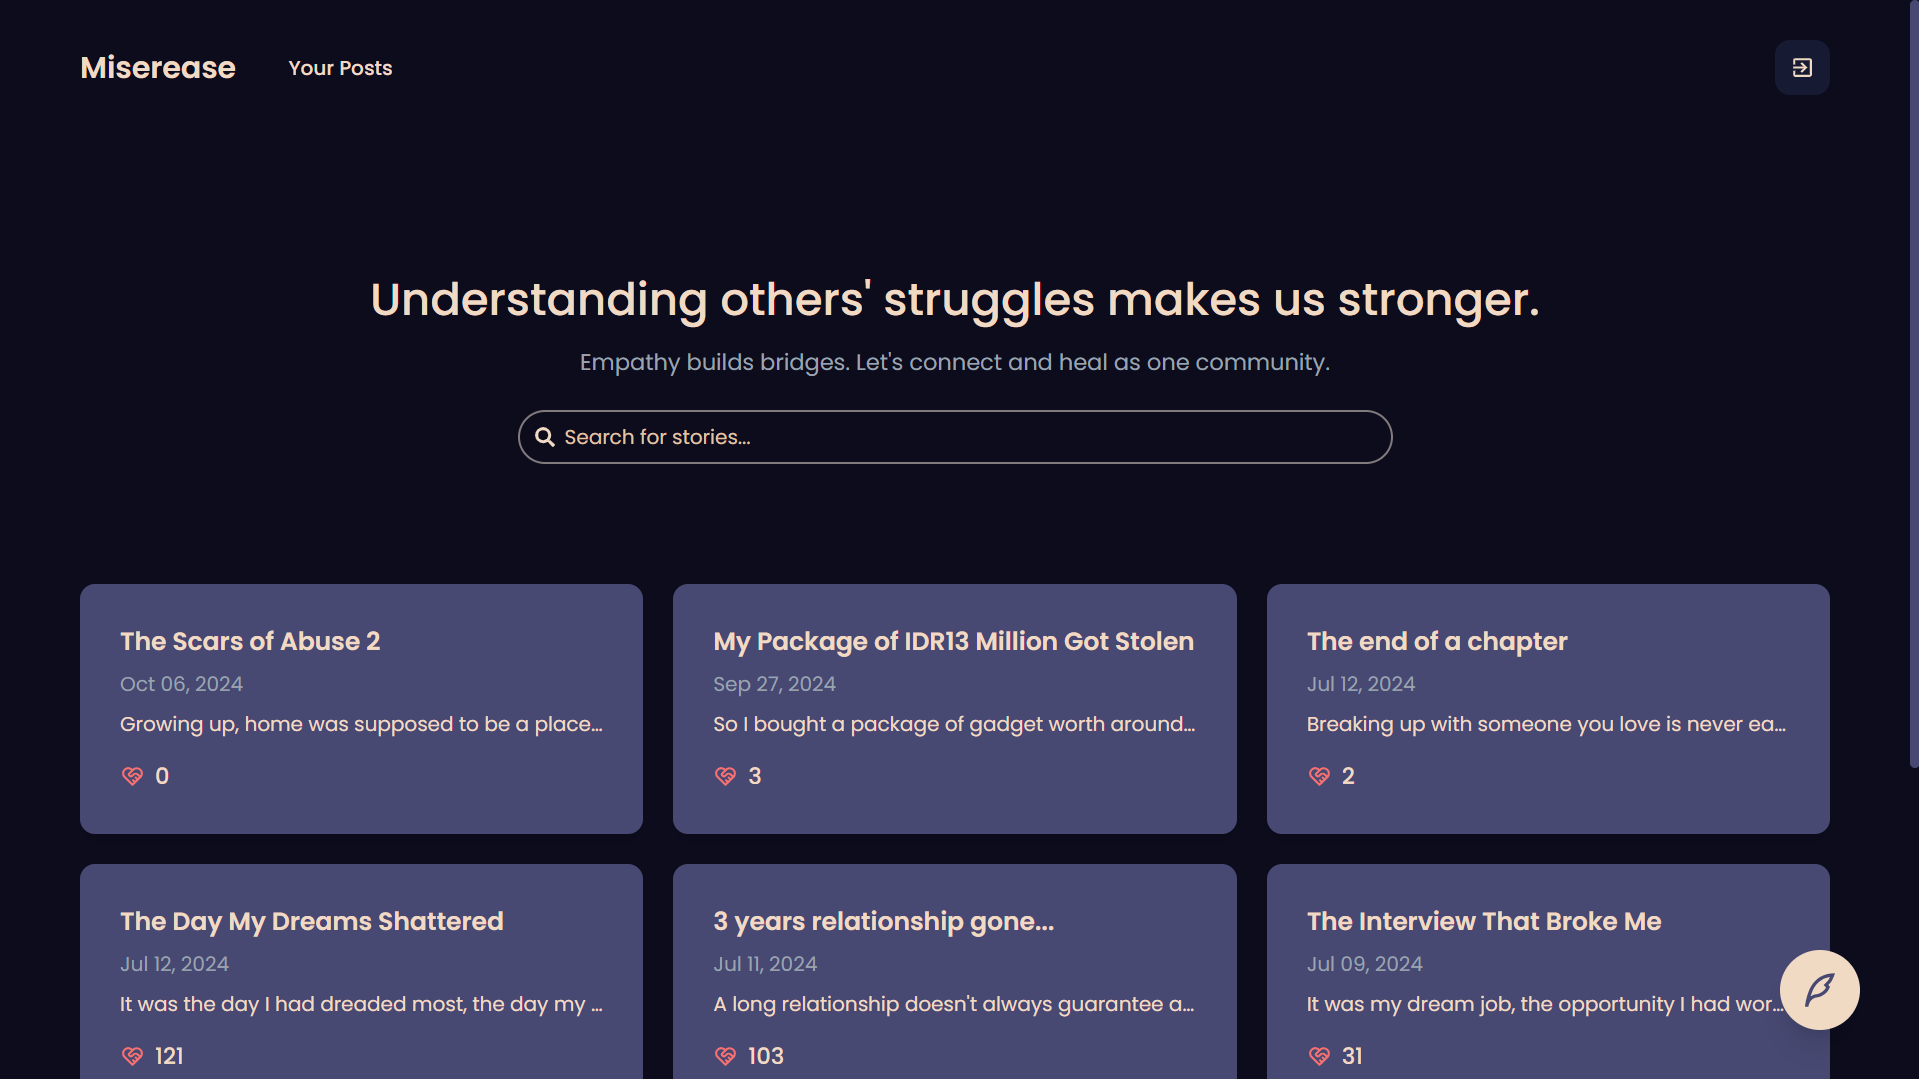 Miserease
Your Posts
Understanding others' struggles makes us stronger.
Empathy builds bridges. Let's connect and heal as one community.
Search for stories...
The Scars of Abuse 2
Oct 06, 2024
Growing up, home was supposed to be a place...
0
My Package of IDR13 Million Got Stolen
Sep 27, 2024
So I bought a package of gadget worth around...
3
The end of a chapter
Jul 12, 2024
Breaking up with someone you love is never ea...
2
The Day My Dreams Shattered
Jul 12, 2024
It was the day I had dreaded most, the day my ...
121
3 years relationship gone...
Jul 11, 2024
A long relationship doesn't always guarantee a...
103
The Interview That Broke Me
Jul 09, 2024
It was my dream job, the opportunity I had wor...
31